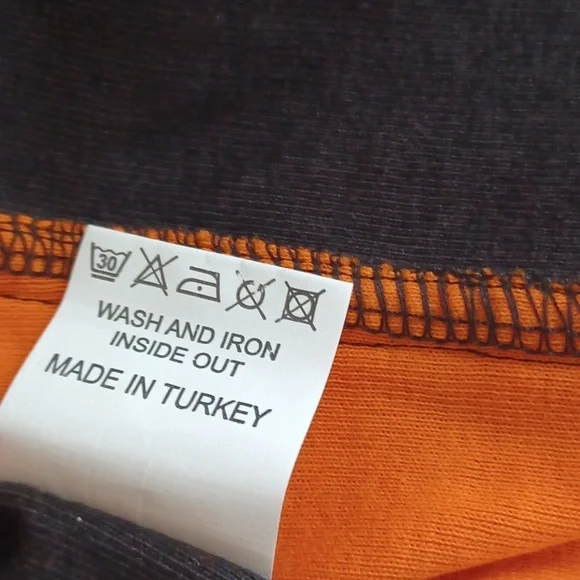 30
WASH AND IRON
INSIDE OUT
MADE IN TURKEY